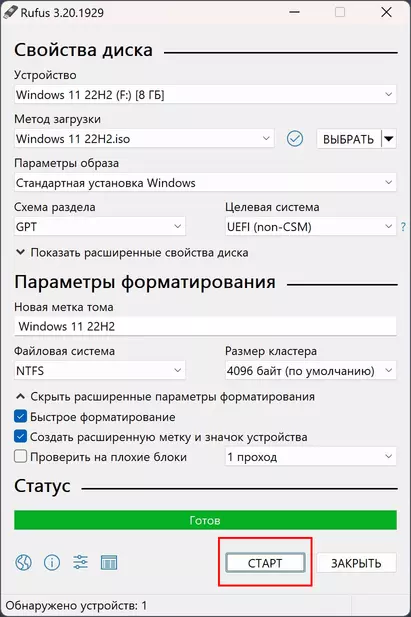 Rufus 3.20.1929
Свойства диска
Устройство
Windows 11 22H2 (F:) [8 ГБ]
Метод загрузки
Windows 11 22H2.iso
ВЫБРАТЬ
Параметры образа
Стандартная установка Windows
Схема раздела Целевая система
GPT UEFI (non-CSM) ?
Показать расширенные свойства диска
Параметры форматирования
Новая метка тома
Windows 11 22H2
Файловая система Размер кластера
NTFS 4096 байт (по умолчанию)
Скрыть расширенные параметры форматирования
Быстрое форматирование
Создать расширенную метку и значок устройства
Проверить на плохие блоки 1 проход
Статус
Готов
СТАРТ ЗАКРЫТЬ
Обнаружено устройств: 1